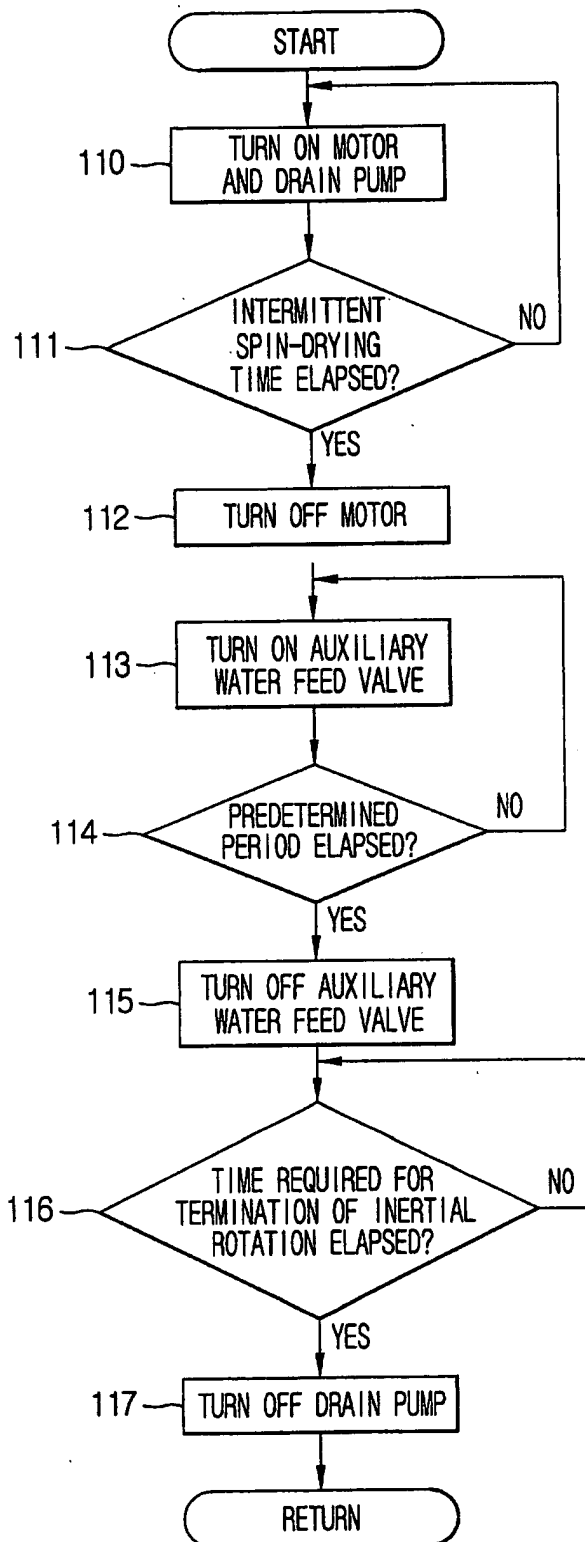 START
110
TURN ON MOTOR
AND DRAIN PUMP
111
INTERMITTENT
SPIN-DRYING
TIME ELAPSED?
NO
YES
112
TURN OFF MOTOR
113
TURN ON AUXILIARY
WATER FEED VALVE
114
PREDETERMINED
PERIOD ELAPSED?
NO
YES
115
TURN OFF AUXILIARY
WATER FEED VALVE
116
TIME REQUIRED FOR
TERMINATION OF INERTIAL
ROTATION ELAPSED?
NO
YES
117
TURN OFF DRAIN PUMP
RETURN